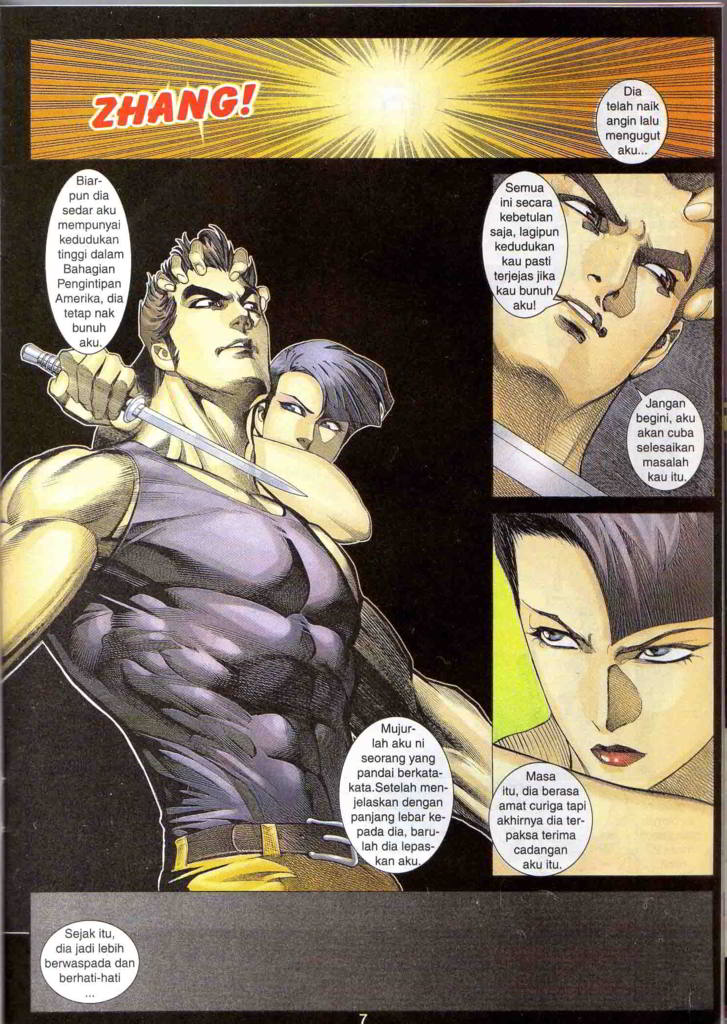 ZHANG!
Dia
telah naik
angin lalu
mengugut
aku...
Biar-
pun dia
sedar aku
mempunyai
kedudukan
tinggi dalam
Bahagian
Pengintipan
Amerika, dia
tetap nak
bunuh
aku.
Semua
ini secara
kebetulan
saja, lagipun
kedudukan
kau pasti
terjejas jika
kau bunuh
aku!
Jangan
begini, aku
akan cuba
selesaikan
masalah
kau itu.
Mujur-
lah aku ni
seorang yang
pandai berkata-
kata.Setelah men-
jelaskan dengan
panjang lebar ke-
pada dia, baru-
lah dia lepas-
kan aku.
Masa
itu, dia berasa
amat curiga tapi
akhirnya dia ter-
paksa terima
cadangan
aku itu.
Sejak itu,
dia jadi lebih
berwaspada dan
berhati-hati
...
7